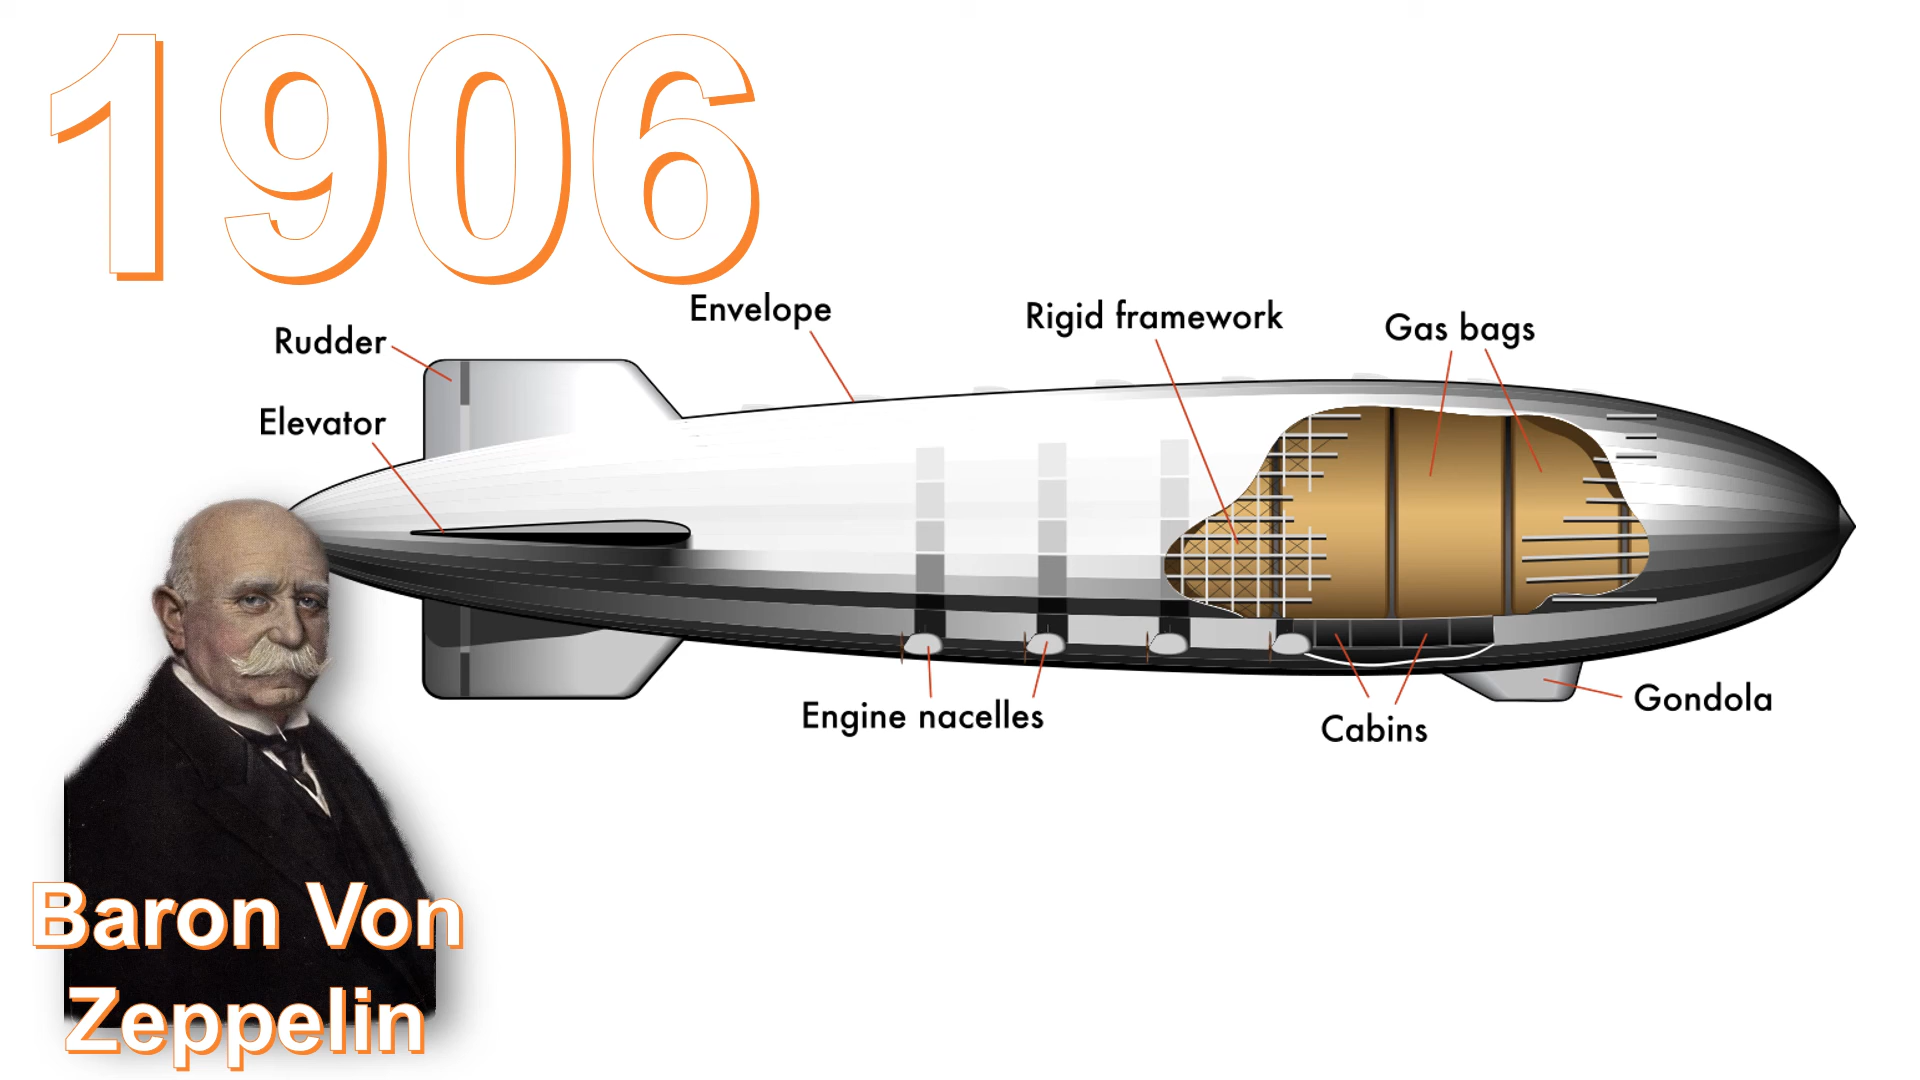 1906
Envelope
Rigid framework
Gas bags
Rudder
Elevator
Engine nacelles
Cabins
Gondola
Baron Von
Zeppelin